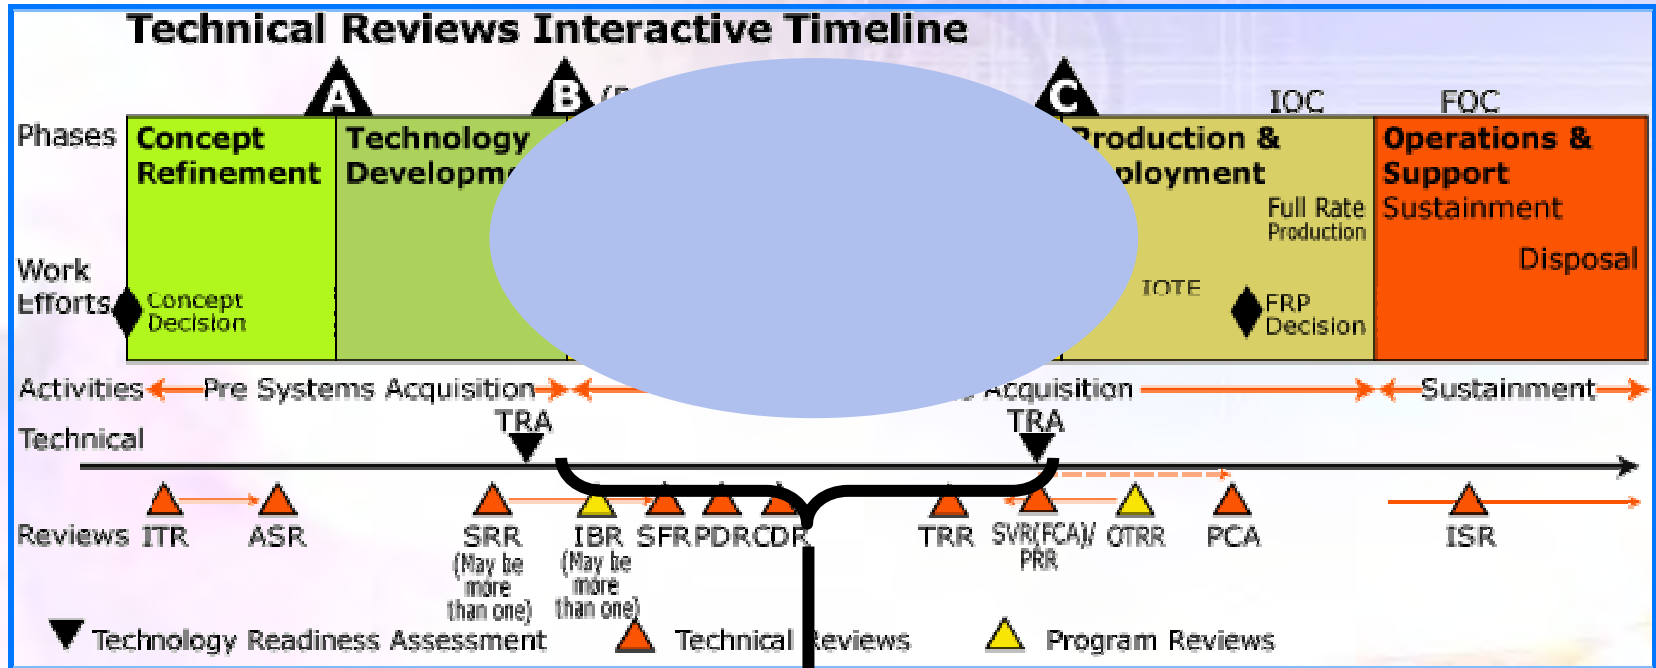 Technical Reviews Interactive Timeline
A B C IOC FOC
Phases
Concept
Refinement
Technology
Production &
Operations &
Support
Sustainment
Full Rate
Production
Disposal
Work
Efforts
Concept
Decision
IOTE
FRP
Decision
Activities Pre Systems Acquisition Acquisition Sustainment
TRA TRA
Technical
Reviews ITR ASR SRR IBR SFR PDR CDR TRR SVR(FCA)/ OTRR PCA ISR
PRR
(May be (May be
more more
than one) than one)
Technology Readiness Assessment Technical Reviews Program Reviews